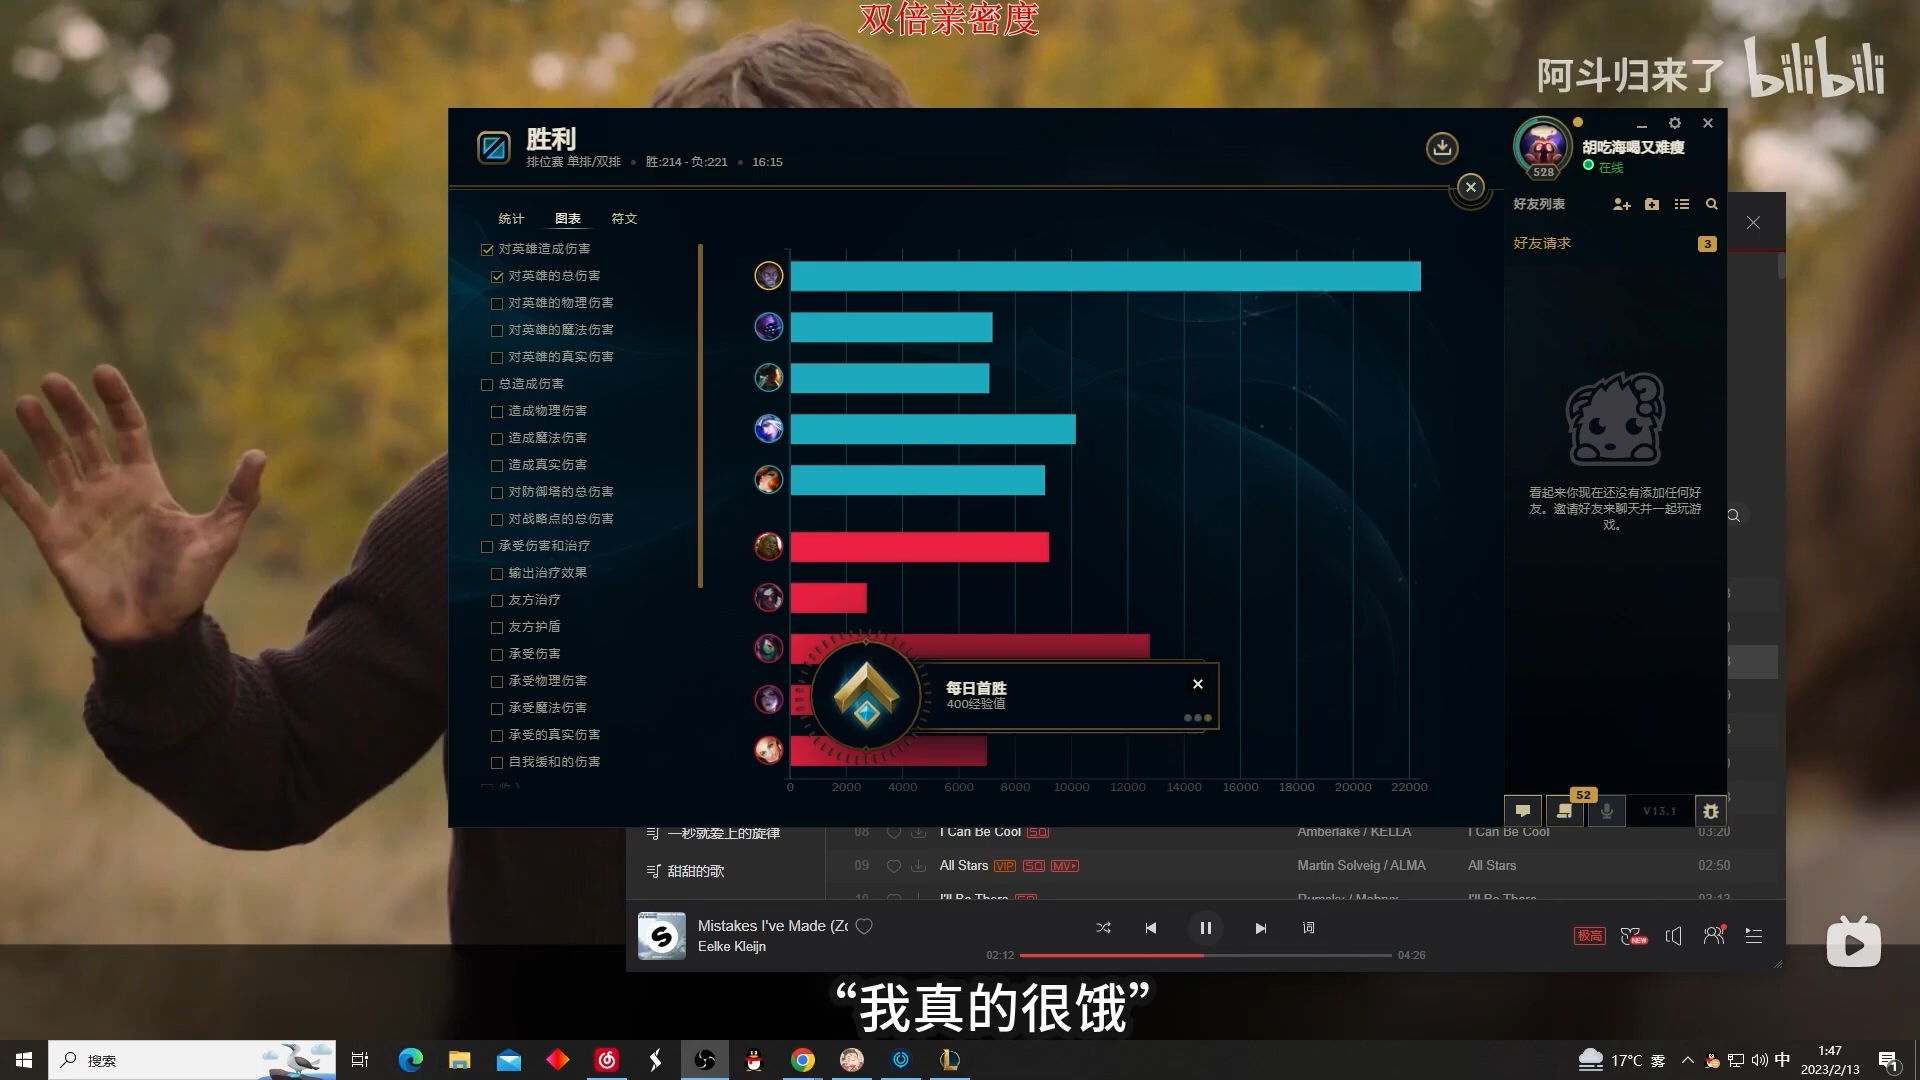 双倍亲密度
阿斗归来了 bilibili
胜利
排位赛 单排/双排 • 胜:214 - 负:221 • 16:15
胡吃海喝又难瘦
528
在线
统计 图表 符文
好友列表
好友请求 3
对英雄造成伤害
对英雄的总伤害
对英雄的物理伤害
对英雄的魔法伤害
对英雄的真实伤害
总造成伤害
造成物理伤害
造成魔法伤害
造成真实伤害
对防御塔的总伤害
对战略点的总伤害
承受伤害和治疗
输出治疗效果
友方治疗
友方护盾
承受伤害
承受物理伤害
承受魔法伤害
承受的真实伤害
自我缓和的伤害
收入
看起来你现在还没有添加任何好
友。邀请好友来聊天并一起玩游
戏。
每日首胜
400经验值
0 2000 4000 6000 8000 10000 12000 14000 16000 18000 20000 22000
52
V13.1
一秒就爱上的旋律
甜甜的歌
08 I Can Be Cool SQ Amberlake / KELLA I Can Be Cool 03:20
09 All Stars VIP SQ MV Martin Solveig / ALMA All Stars 02:50
10 I'll Be There SQ
Mistakes I've Made (Zo
Eelke Kleijn
词
02:12 04:26
极高
NEW
“我真的很饿”
搜索
17°C 雾
中
1:47
2023/2/13
1